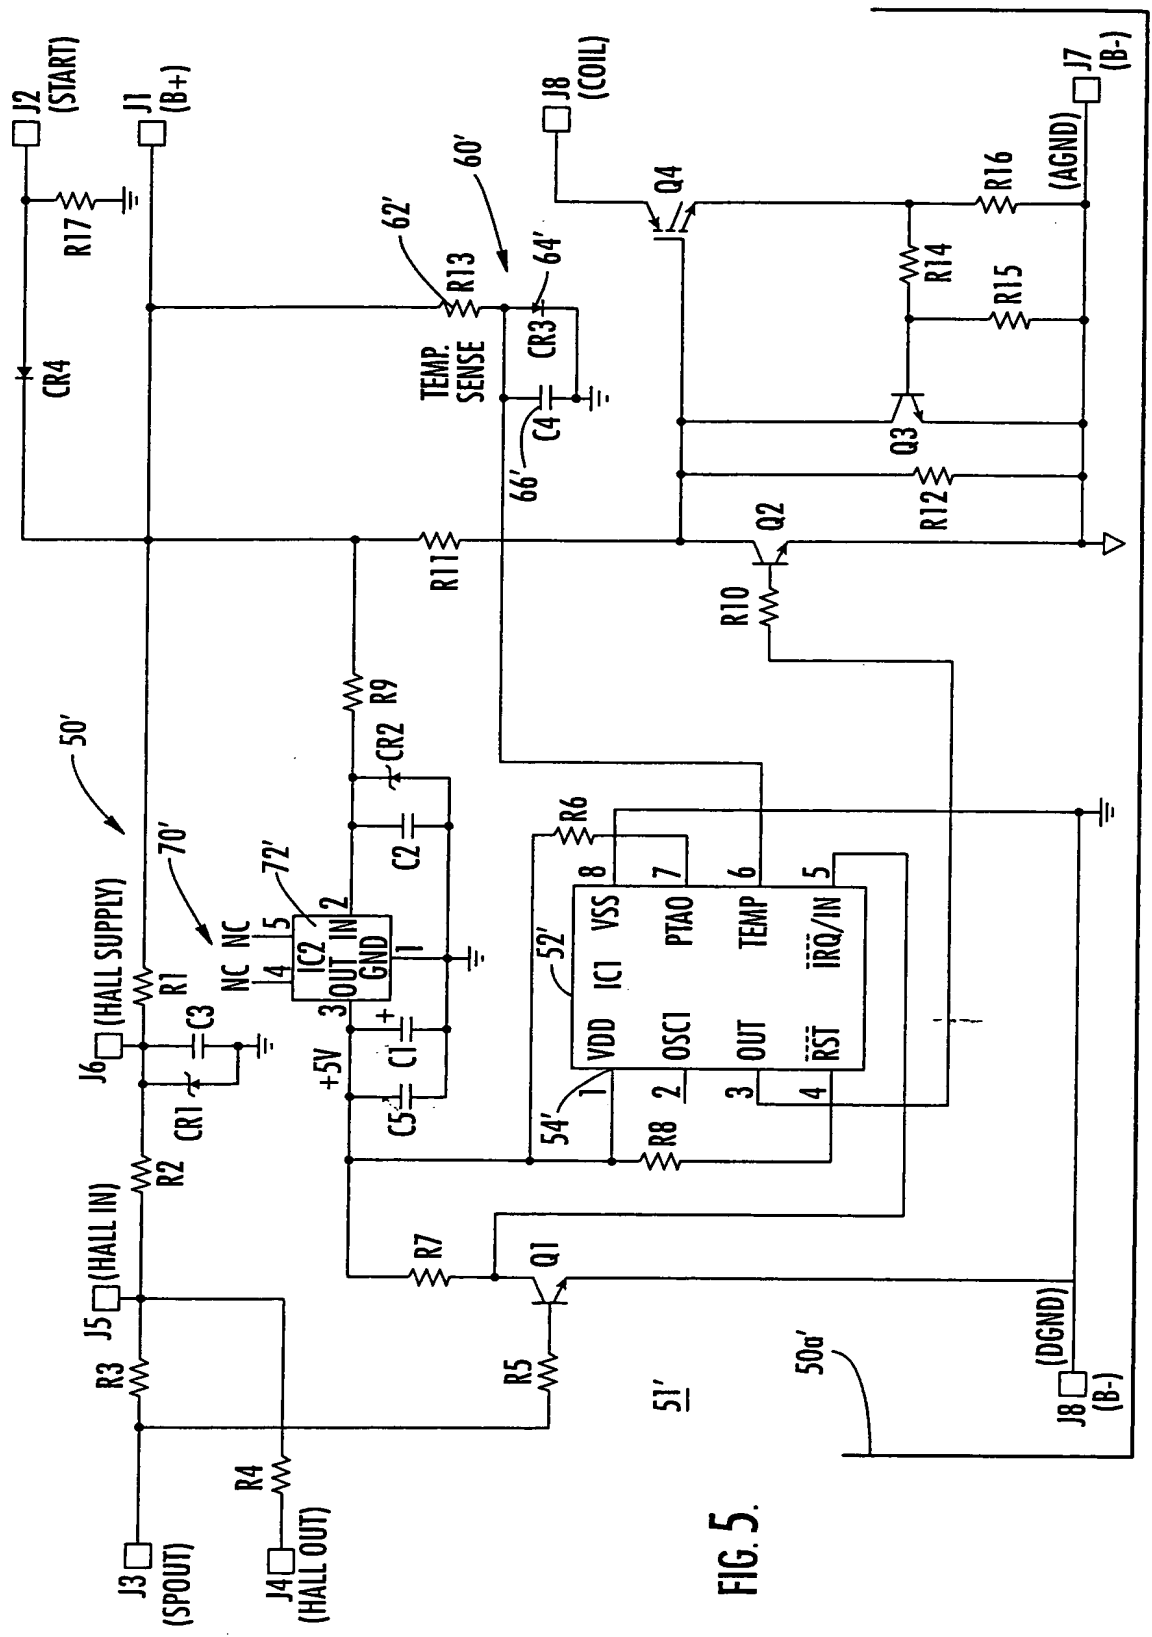 J3
(SPOUT)
J4
(HALL OUT)
R4
R3
J5
(HALL IN)
R2
CR1
J6
(HALL SUPPLY)
C3
R1
50'
70'
NC
NC
4
5
72'
IC2
OUT
IN
GND
3
2
1
+5V
C5
C1
+
C2
CR2
R9
CR4
J2
(START)
R17
J1
(B+)
62'
R13
60'
TEMP.
SENSE
CR3
64'
C4
66'
R11
J8
(COIL)
Q4
R16
R14
R15
Q3
R12
Q2
R10
(AGND)
J7
(B-)
R7
Q1
R5
54'
52'
R6
R8
1
VDD
IC1
VSS
8
2
OSC1
PTAO
7
3
OUT
TEMP
6
4
RST
IRQ/IN
5
51'
50a'
(DGND)
J8
(B-)
FIG. 5.